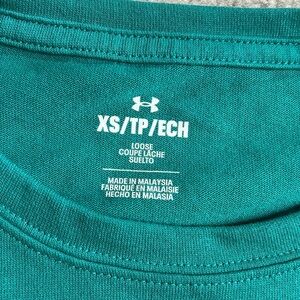 XS/TP/ECH
LOOSE
COUPE LÂCHE
SUELTO
MADE IN MALAYSIA
FABRIQUÉ EN MALAISIE
HECHO EN MALASIA